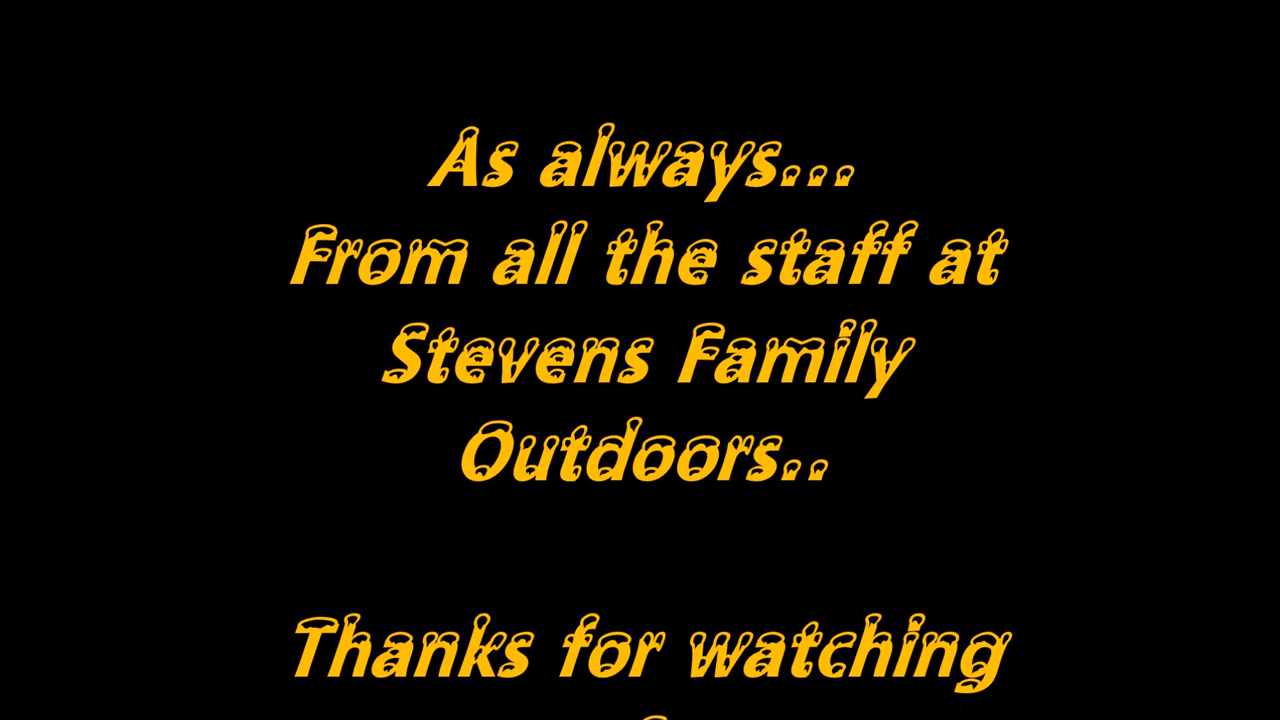 As always...
From all the staff at
Stevens Family
Outdoors..
Thanks for watching